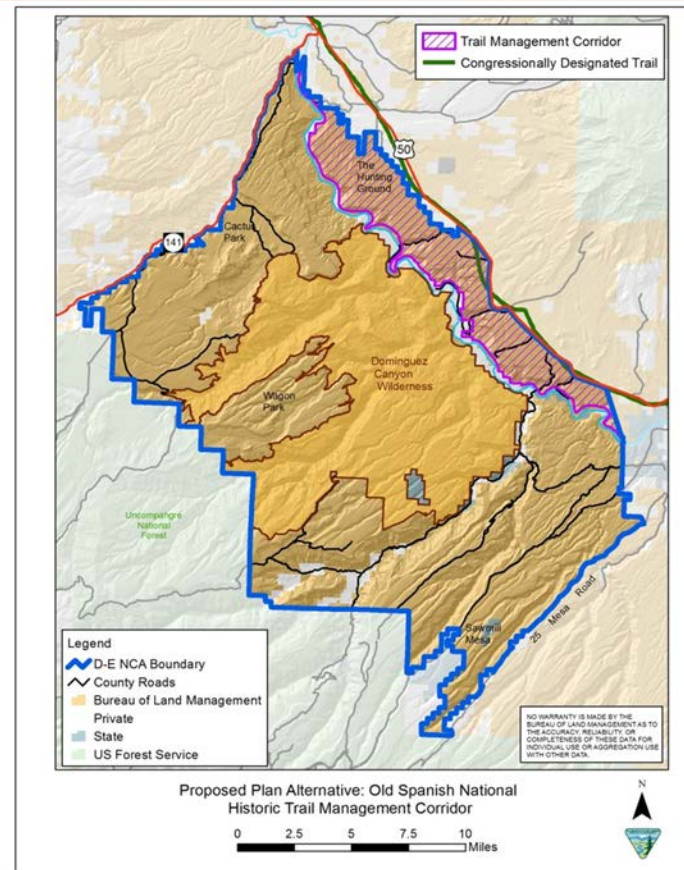 Trail Management Corridor
Congressionally Designated Trail
50
The
Hunting
Ground
Cactus
Park
141
Dominguez
Canyon
Wilderness
Wagon
Park
Uncompahgre
National
Forest
25 Mesa Road
Sawmill
Mesa
Legend
D-E NCA Boundary
County Roads
Bureau of Land Management
Private
State
US Forest Service
NO WARRANTY IS MADE BY THE
BUREAU OF LAND MANAGEMENT AS TO
THE ACCURACY, RELIABILITY, OR
COMPLETENESS OF THESE DATA FOR
INDIVIDUAL USE OR AGGREGATION USE
WITH OTHER DATA.
Proposed Plan Alternative: Old Spanish National
Historic Trail Management Corridor
0 2.5 5 7.5 10
Miles
N